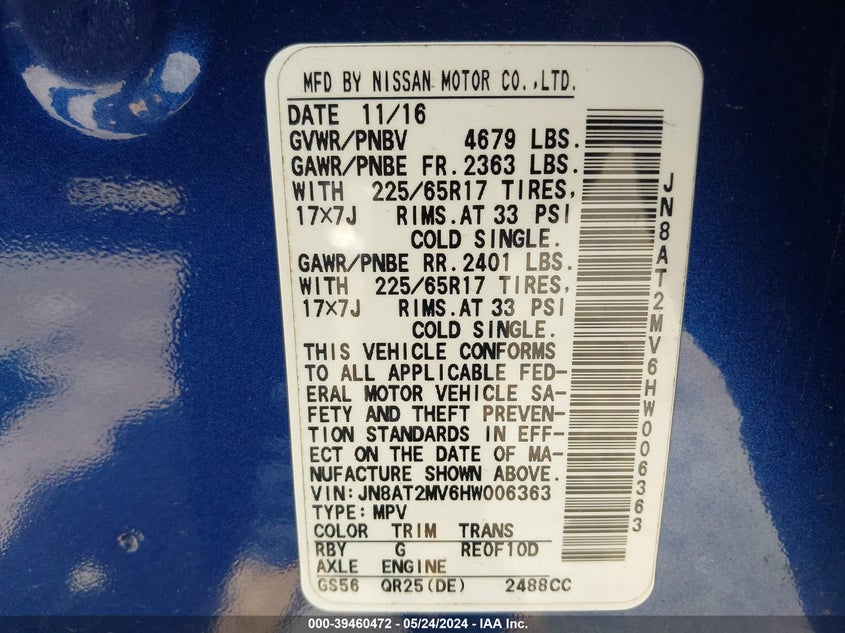 MFD BY NISSAN MOTOR CO.,LTD.
DATE 11/16
GVWR/PNBV 4679 LBS.
GAWR/PNBE FR.2363 LBS.
WITH 225/65R17 TIRES,
17×7J RIMS.AT 33 PSI
COLD SINGLE.
GAWR/PNBE RR.2401 LBS.
WITH 225/65R17 TIRES,
17×7J RIMS.AT 33 PSI
COLD SINGLE.
THIS VEHICLE CONFORMS
TO ALL APPLICABLE FED-
ERAL MOTOR VEHICLE SA-
FETY AND THEFT PREVEN-
TION STANDARDS IN EFF-
ECT ON THE DATE OF MA-
NUFACTURE SHOWN ABOVE.
VIN:JN8AT2MV6HW006363
TYPE:MPV
COLOR TRIM TRANS
RBY G RE0F10D
AXLE ENGINE
GS56 QR25(DE) 2488CC
JN8AT2MV6HW006363
000-39460472 - 05/24/2024 - IAA Inc.